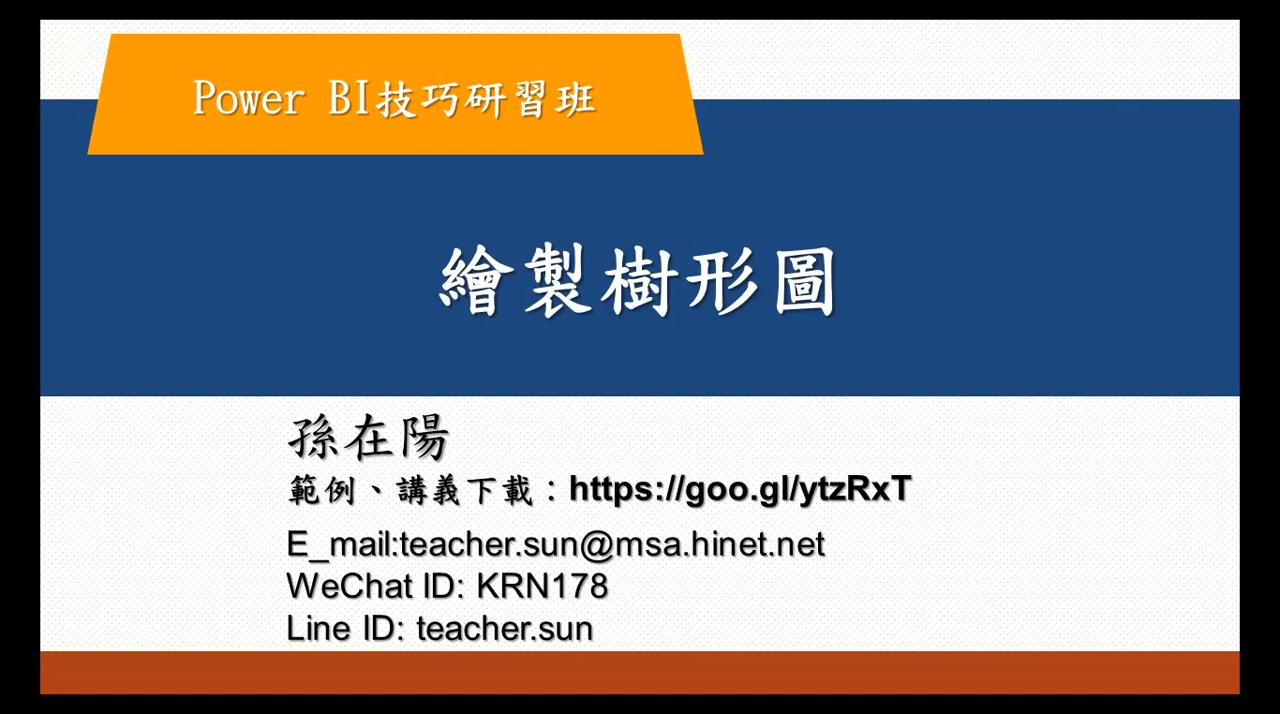 Power BI技巧研習班
繪製樹形圖
孫在陽
範例、講義下載：https://goo.gl/ytzRxT
E_mail:teacher.sun@msa.hinet.net
WeChat ID: KRN178
Line ID: teacher.sun